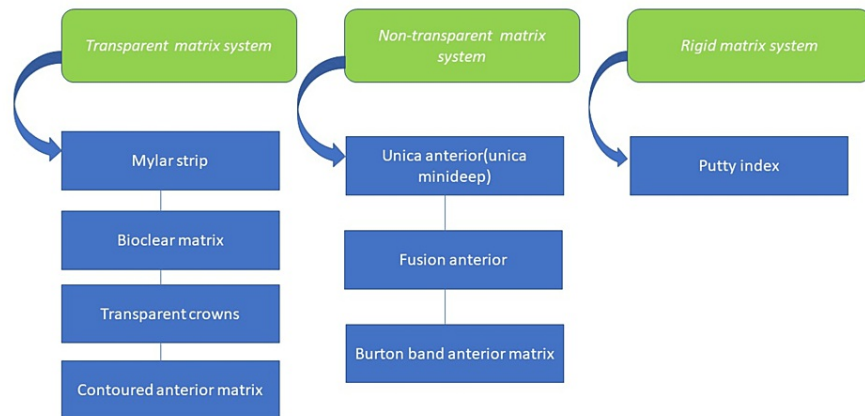 Transparent matrix system
Mylar strip
Bioclear matrix
Transparent crowns
Contoured anterior matrix
Non-transparent matrix
system
Unica anterior(unica
minideep)
Fusion anterior
Burton band anterior matrix
Rigid matrix system
Putty index